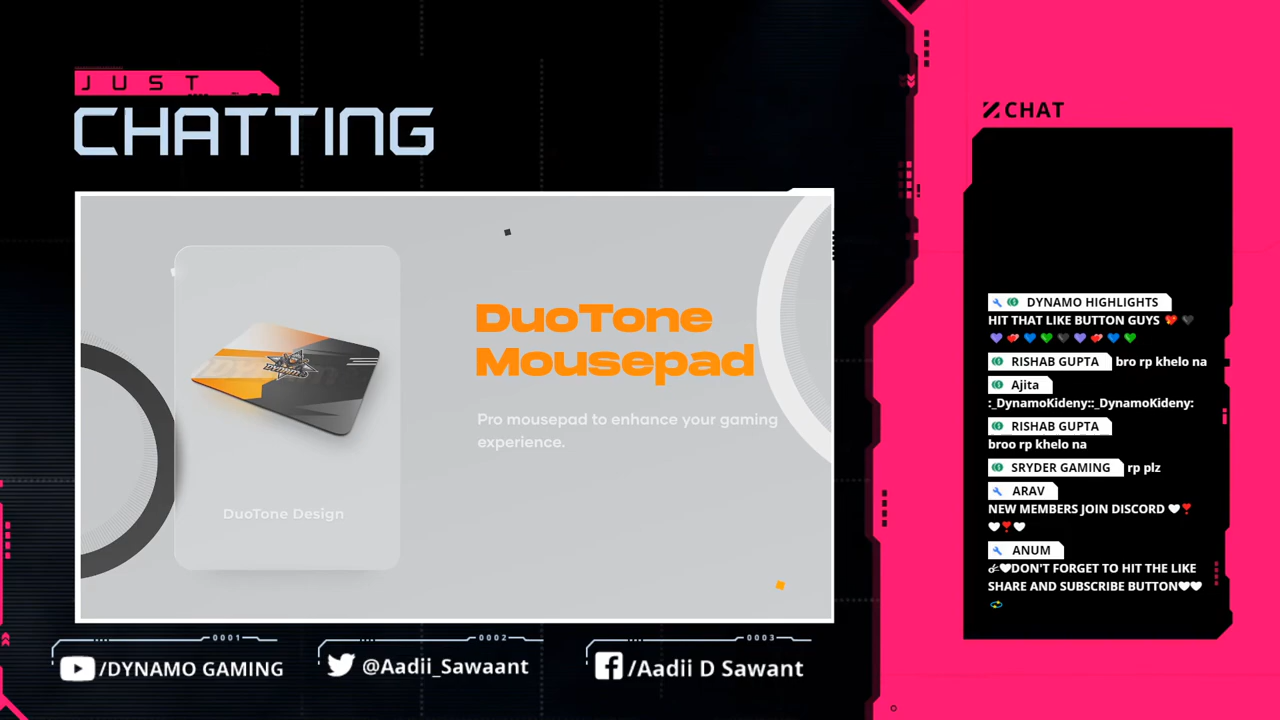 JUST
CHATTING
DYNAMO
DuoTone
Mousepad
Pro mousepad to enhance your gaming
experience.
DuoTone Design
0001
/DYNAMO GAMING
0002
@Aadii_Sawaant
0003
/Aadii D Sawant
CHAT
DYNAMO HIGHLIGHTS
HIT THAT LIKE BUTTON GUYS 💖 🖤
💜 💖 💙 💚 🖤 💜 💖 💙 💚
RISHAB GUPTA bro rp khelo na
Ajita
:_DynamoKideny::_DynamoKideny:
RISHAB GUPTA
broo rp khelo na
SRYDER GAMING rp plz
ARAV
NEW MEMBERS JOIN DISCORD 🤍❣
🤍❣🤍
ANUM
🤍DON'T FORGET TO HIT THE LIKE
SHARE AND SUBSCRIBE BUTTON🤍🤍